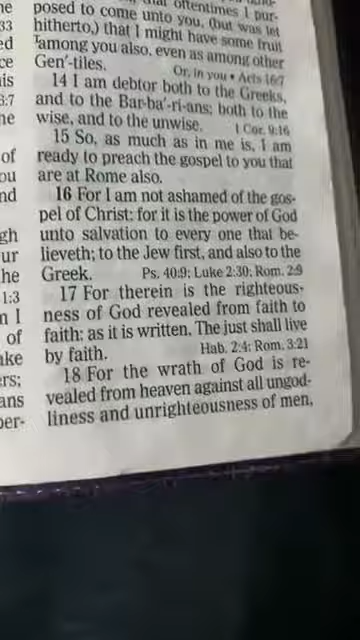 that oftentimes I pur-
posed to come unto you, (but was let
hitherto,) that I might have some fruit
among you also, even as among other
Gen'-tiles.
Or, in you • Acts 16:7
14 I am debtor both to the Greeks,
and to the Bar-ba'-ri-ans; both to the
wise, and to the unwise.
1 Cor. 9:16
15 So, as much as in me is, I am
ready to preach the gospel to you that
are at Rome also.
16 For I am not ashamed of the gos-
pel of Christ: for it is the power of God
unto salvation to every one that be-
lieveth; to the Jew first, and also to the
Greek. Ps. 40:9; Luke 2:30; Rom. 2:9
17 For therein is the righteous-
ness of God revealed from faith to
faith: as it is written, The just shall live
by faith. Hab. 2:4; Rom. 3:21
18 For the wrath of God is re-
vealed from heaven against all ungod-
liness and unrighteousness of men,